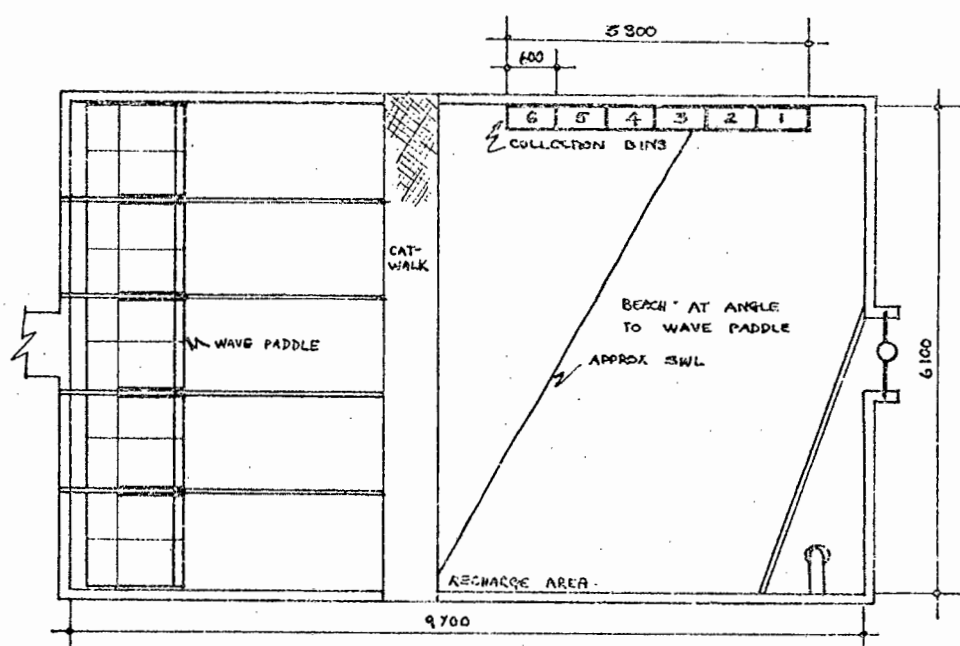 600
6 5 4 3 2 1
COLLECTION BINS
CAT-
WALK
BEACH AT ANGLE
TO WAVE PADDLE
WAVE PADDLE
APPROX SWL
6100
RECHARGE AREA.
9700